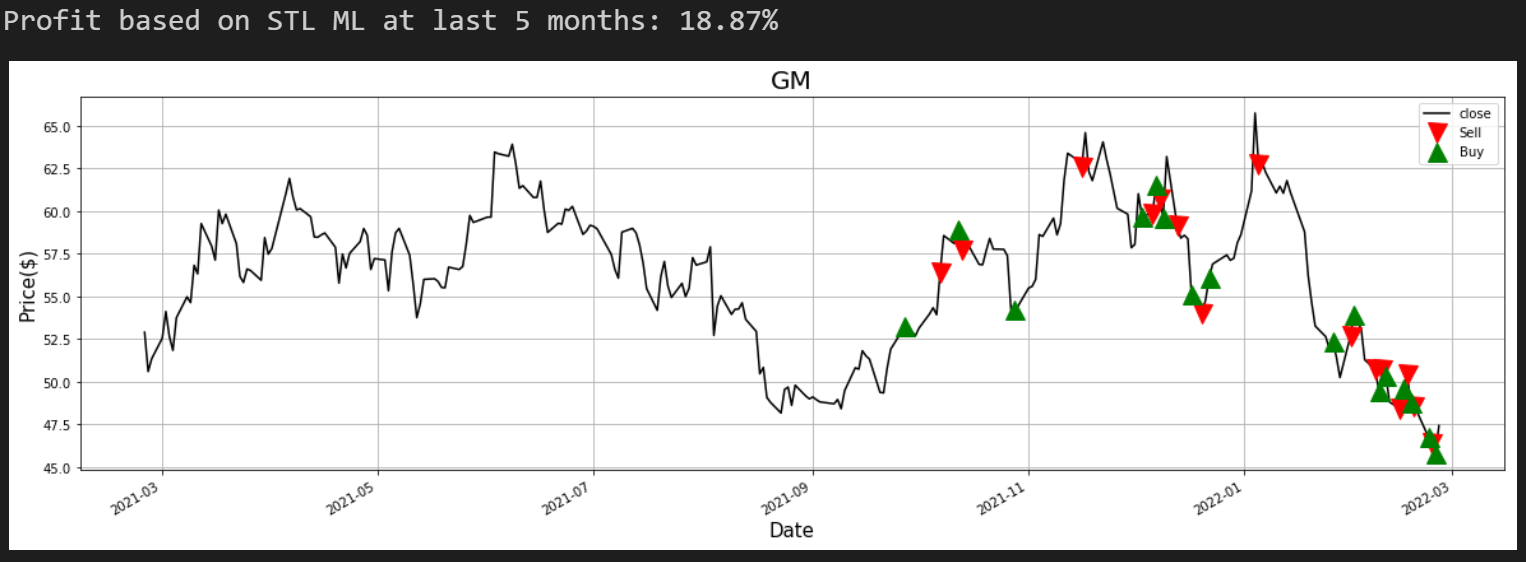 Profit based on STL ML at last 5 months: 18.87%
GM
close
Sell
Buy
Price($)
65.0
62.5
60.0
57.5
55.0
52.5
50.0
47.5
45.0
2021-03
2021-05
2021-07
2021-09
2021-11
2022-01
2022-03
Date